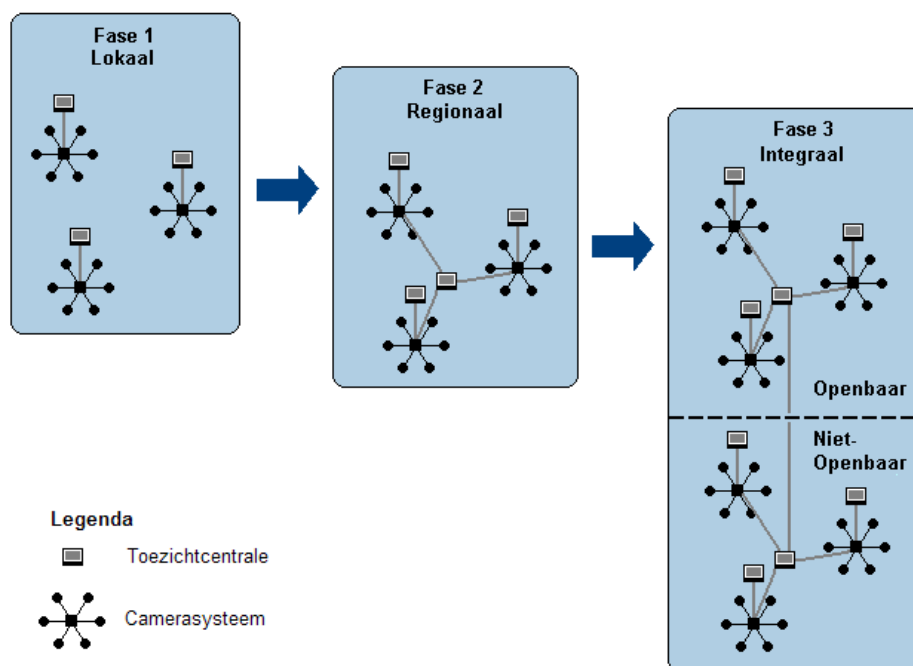 Fase 1
Lokaal
Fase 2
Regionaal
Fase 3
Integraal
Openbaar
Niet-
Openbaar
Legenda
Toezichtcentrale
Camerasysteem